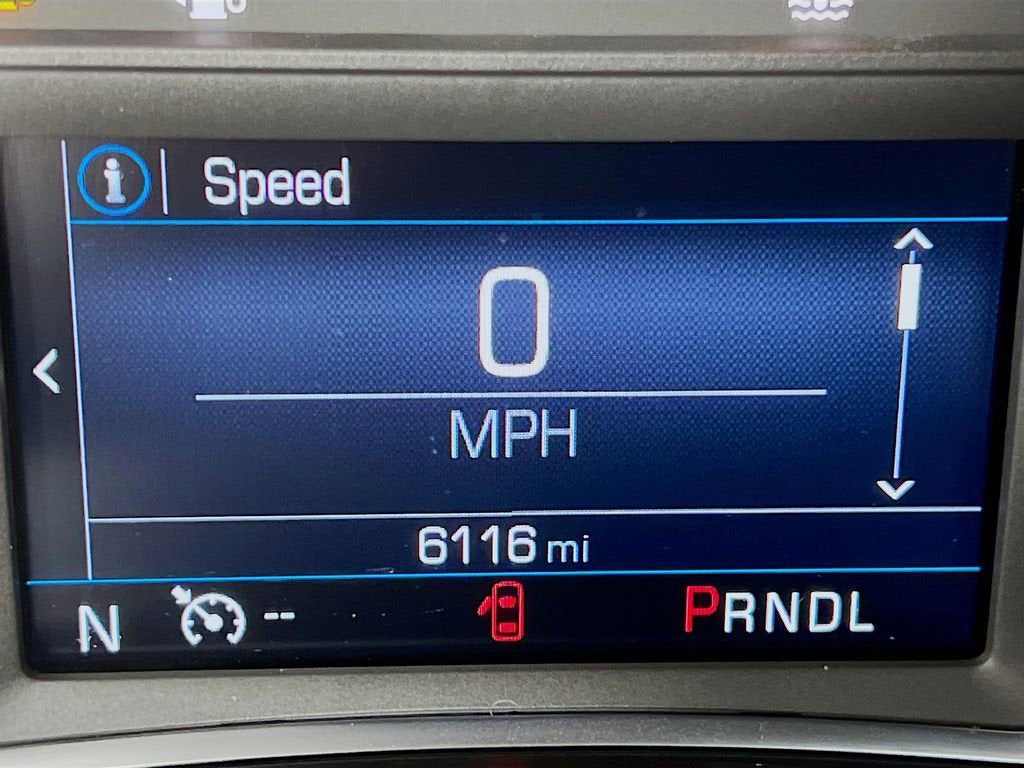 Speed
0
MPH
6116 mi
N -- PRNDL